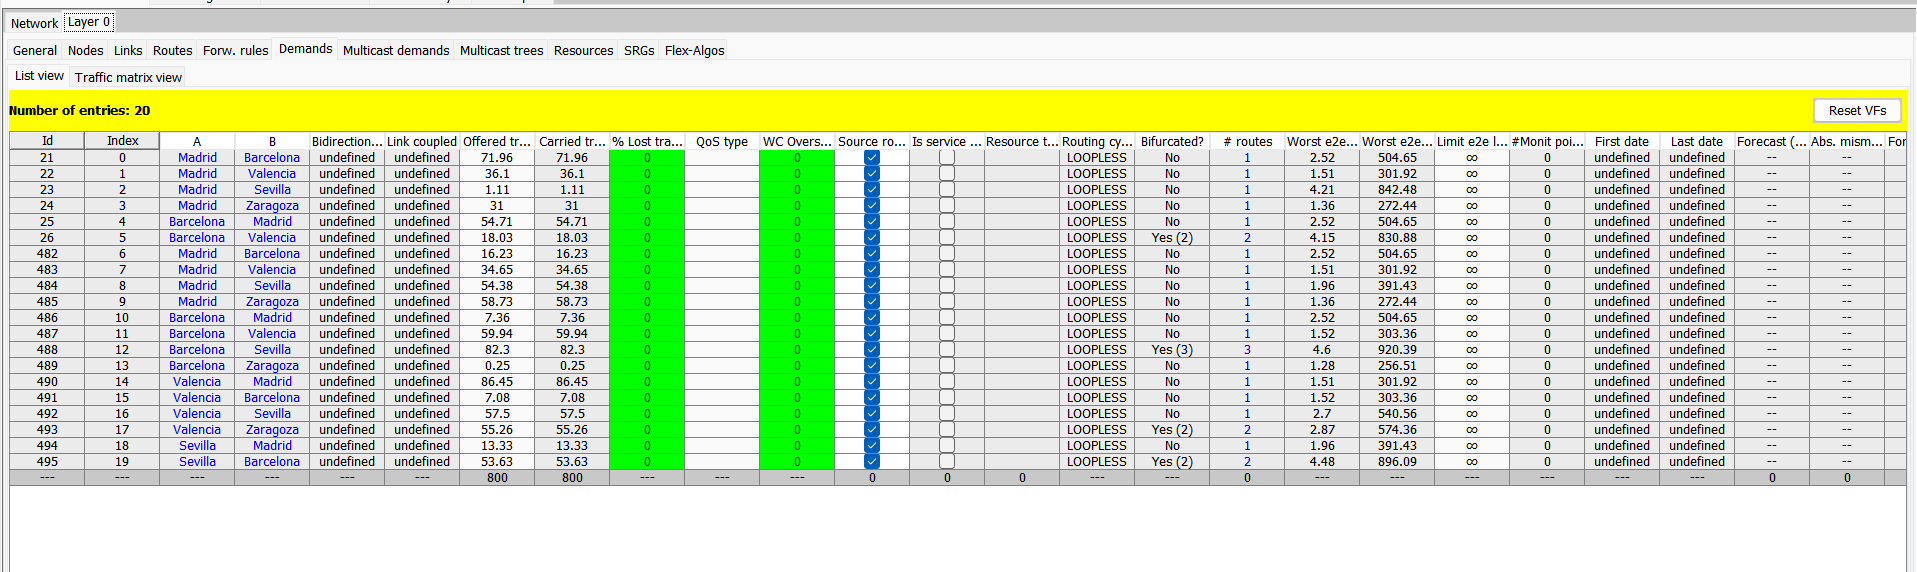 Network Layer 0
General Nodes Links Routes Forw. rules Demands Multicast demands Multicast trees Resources SRGs Flex-Algos
List view Traffic matrix view
Number of entries: 20 Reset VFs
Id Index A B Bidirection... Link coupled Offered tr... Carried tr... % Lost tra... QoS type WC Overs... Source ro... Is service ... Resource t... Routing cy... Bifurcated? # routes Worst e2e... Worst e2e... Limit e2e l... #Monit poi... First date Last date Forecast (... Abs. mism... For
21 0 Madrid Barcelona undefined undefined 71.96 71.96 0 0 LOOPLESS No 1 2.52 504.65 ∞ 0 undefined undefined -- --
22 1 Madrid Valencia undefined undefined 36.1 36.1 0 0 LOOPLESS No 1 1.51 301.92 ∞ 0 undefined undefined -- --
23 2 Madrid Sevilla undefined undefined 1.11 1.11 0 0 LOOPLESS No 1 4.21 842.48 ∞ 0 undefined undefined -- --
24 3 Madrid Zaragoza undefined undefined 31 31 0 0 LOOPLESS No 1 1.36 272.44 ∞ 0 undefined undefined -- --
25 4 Barcelona Madrid undefined undefined 54.71 54.71 0 0 LOOPLESS No 1 2.52 504.65 ∞ 0 undefined undefined -- --
26 5 Barcelona Valencia undefined undefined 18.03 18.03 0 0 LOOPLESS Yes (2) 2 4.15 830.88 ∞ 0 undefined undefined -- --
482 6 Madrid Barcelona undefined undefined 16.23 16.23 0 0 LOOPLESS No 1 2.52 504.65 ∞ 0 undefined undefined -- --
483 7 Madrid Valencia undefined undefined 34.65 34.65 0 0 LOOPLESS No 1 1.51 301.92 ∞ 0 undefined undefined -- --
484 8 Madrid Sevilla undefined undefined 54.38 54.38 0 0 LOOPLESS No 1 1.96 391.43 ∞ 0 undefined undefined -- --
485 9 Madrid Zaragoza undefined undefined 58.73 58.73 0 0 LOOPLESS No 1 1.36 272.44 ∞ 0 undefined undefined -- --
486 10 Barcelona Madrid undefined undefined 7.36 7.36 0 0 LOOPLESS No 1 2.52 504.65 ∞ 0 undefined undefined -- --
487 11 Barcelona Valencia undefined undefined 59.94 59.94 0 0 LOOPLESS No 1 1.52 303.36 ∞ 0 undefined undefined -- --
488 12 Barcelona Sevilla undefined undefined 82.3 82.3 0 0 LOOPLESS Yes (3) 3 4.6 920.39 ∞ 0 undefined undefined -- --
489 13 Barcelona Zaragoza undefined undefined 0.25 0.25 0 0 LOOPLESS No 1 1.28 256.51 ∞ 0 undefined undefined -- --
490 14 Valencia Madrid undefined undefined 86.45 86.45 0 0 LOOPLESS No 1 1.51 301.92 ∞ 0 undefined undefined -- --
491 15 Valencia Barcelona undefined undefined 7.08 7.08 0 0 LOOPLESS No 1 1.52 303.36 ∞ 0 undefined undefined -- --
492 16 Valencia Sevilla undefined undefined 57.5 57.5 0 0 LOOPLESS No 1 2.7 540.56 ∞ 0 undefined undefined -- --
493 17 Valencia Zaragoza undefined undefined 55.26 55.26 0 0 LOOPLESS Yes (2) 2 2.87 574.36 ∞ 0 undefined undefined -- --
494 18 Sevilla Madrid undefined undefined 13.33 13.33 0 0 LOOPLESS No 1 1.96 391.43 ∞ 0 undefined undefined -- --
495 19 Sevilla Barcelona undefined undefined 53.63 53.63 0 0 LOOPLESS Yes (2) 2 4.48 896.09 ∞ 0 undefined undefined -- --
--- --- --- --- --- --- 800 800 --- --- --- 0 0 0 --- --- 0 --- --- --- --- --- --- 0 0